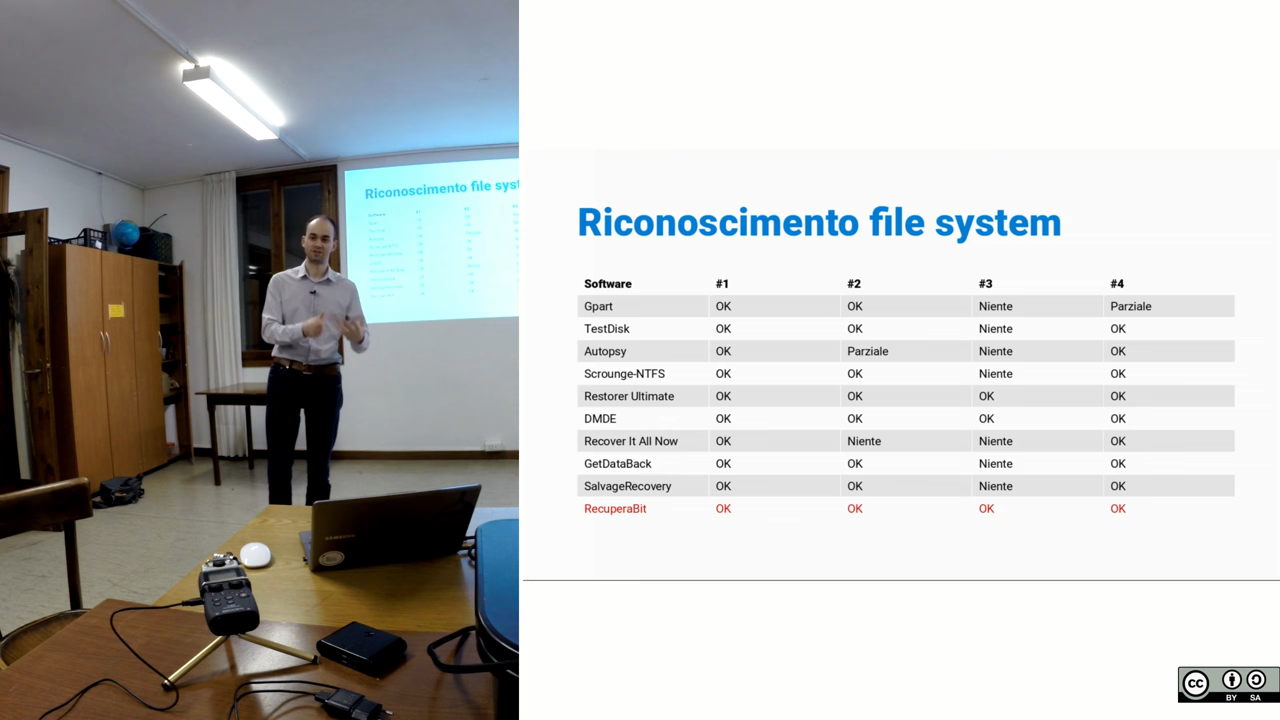 Riconoscimento file syst
SAMSUNG
Riconoscimento file system
Software #1 #2 #3 #4
Gpart OK OK Niente Parziale
TestDisk OK OK Niente OK
Autopsy OK Parziale Niente OK
Scrounge-NTFS OK OK Niente OK
Restorer Ultimate OK OK OK OK
DMDE OK OK OK OK
Recover It All Now OK Niente Niente OK
GetDataBack OK OK Niente OK
SalvageRecovery OK OK Niente OK
RecuperaBit OK OK OK OK
cc
BY SA